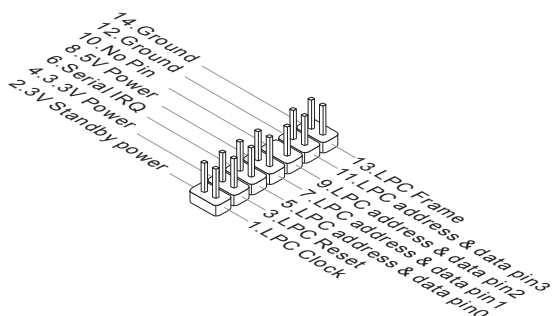 14.Ground
12.Ground
10.No Pin
8.5V Power
6.Serial IRQ
4.3.3V Power
2.3V Standby power
13.LPC Frame
11.LPC address & data pin3
9.LPC address & data pin2
7.LPC address & data pin1
5.LPC address & data pin0
3.LPC Reset
1.LPC Clock